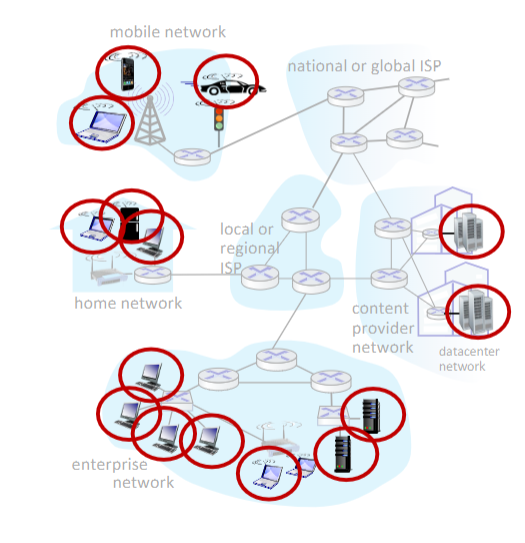 mobile network
national or global ISP
local or
regional
ISP
home network
content
provider
network
datacenter
network
enterprise
network